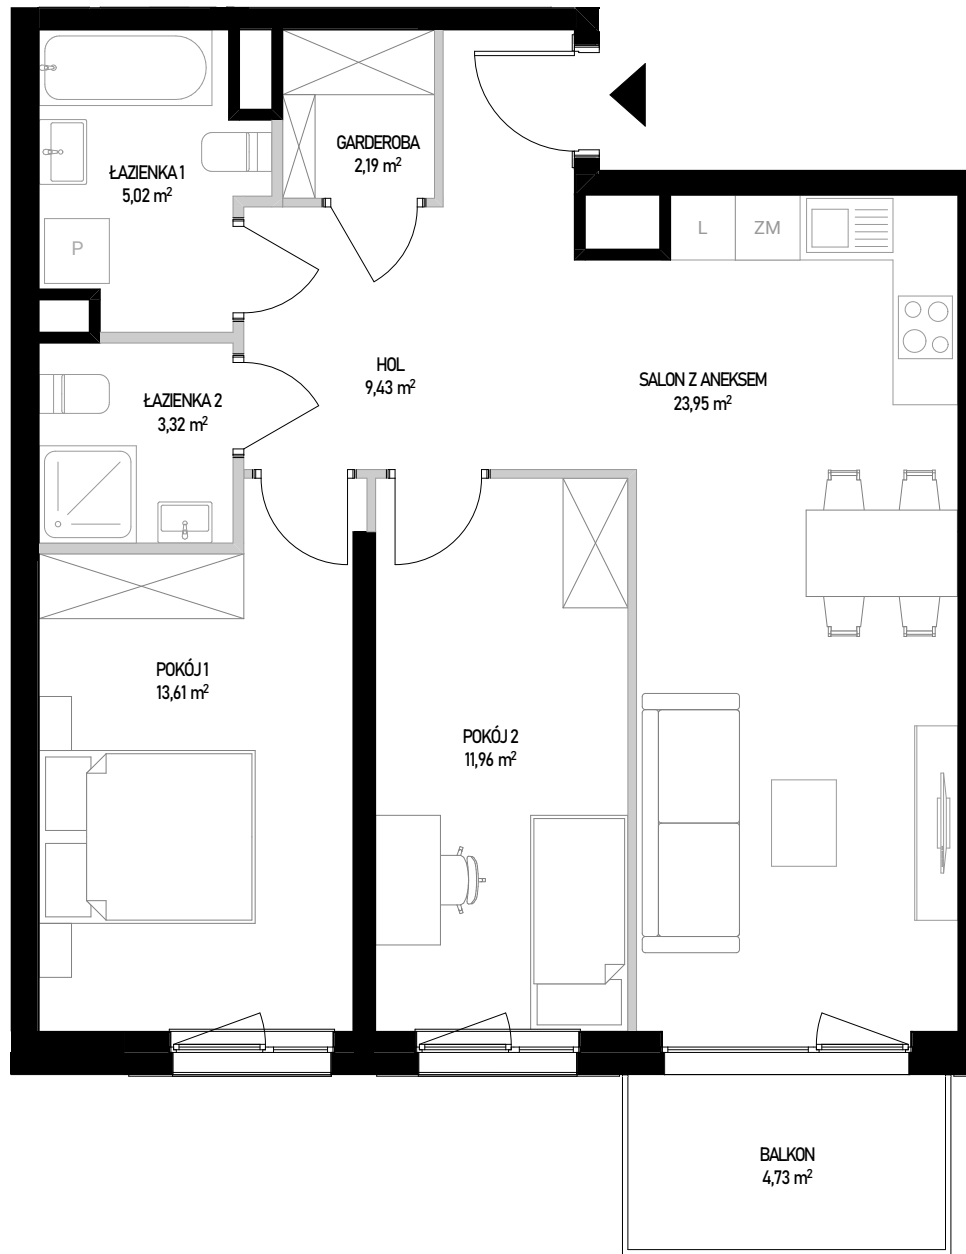 GARDEROBA
2,19 m²
ŁAZIENKA 1
5,02 m²
P
L
ZM
HOL
9,43 m²
SALON Z ANEKSEM
23,95 m²
ŁAZIENKA 2
3,32 m²
POKÓJ 1
13,61 m²
POKÓJ 2
11,96 m²
BALKON
4,73 m²